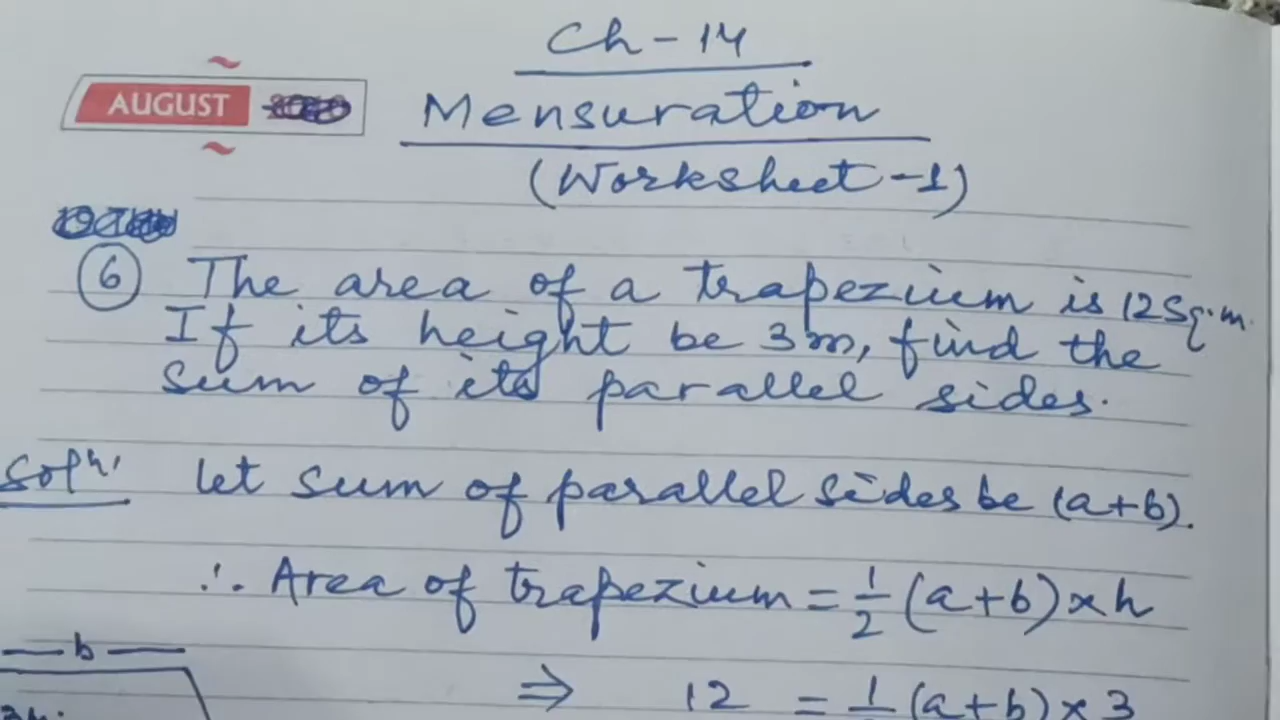 Ch - 14
AUGUST
Mensuration
(Worksheet - 1)
6 The area of a trapezium is 12 Sq.m.
If its height be 3m, find the
sum of its parallel sides.
Solⁿ. let sum of parallel sides be (a+b).
∴ Area of trapezium = 1/2 (a+b) × h
b
⇒ 12 = 1/2 (a+b) × 3